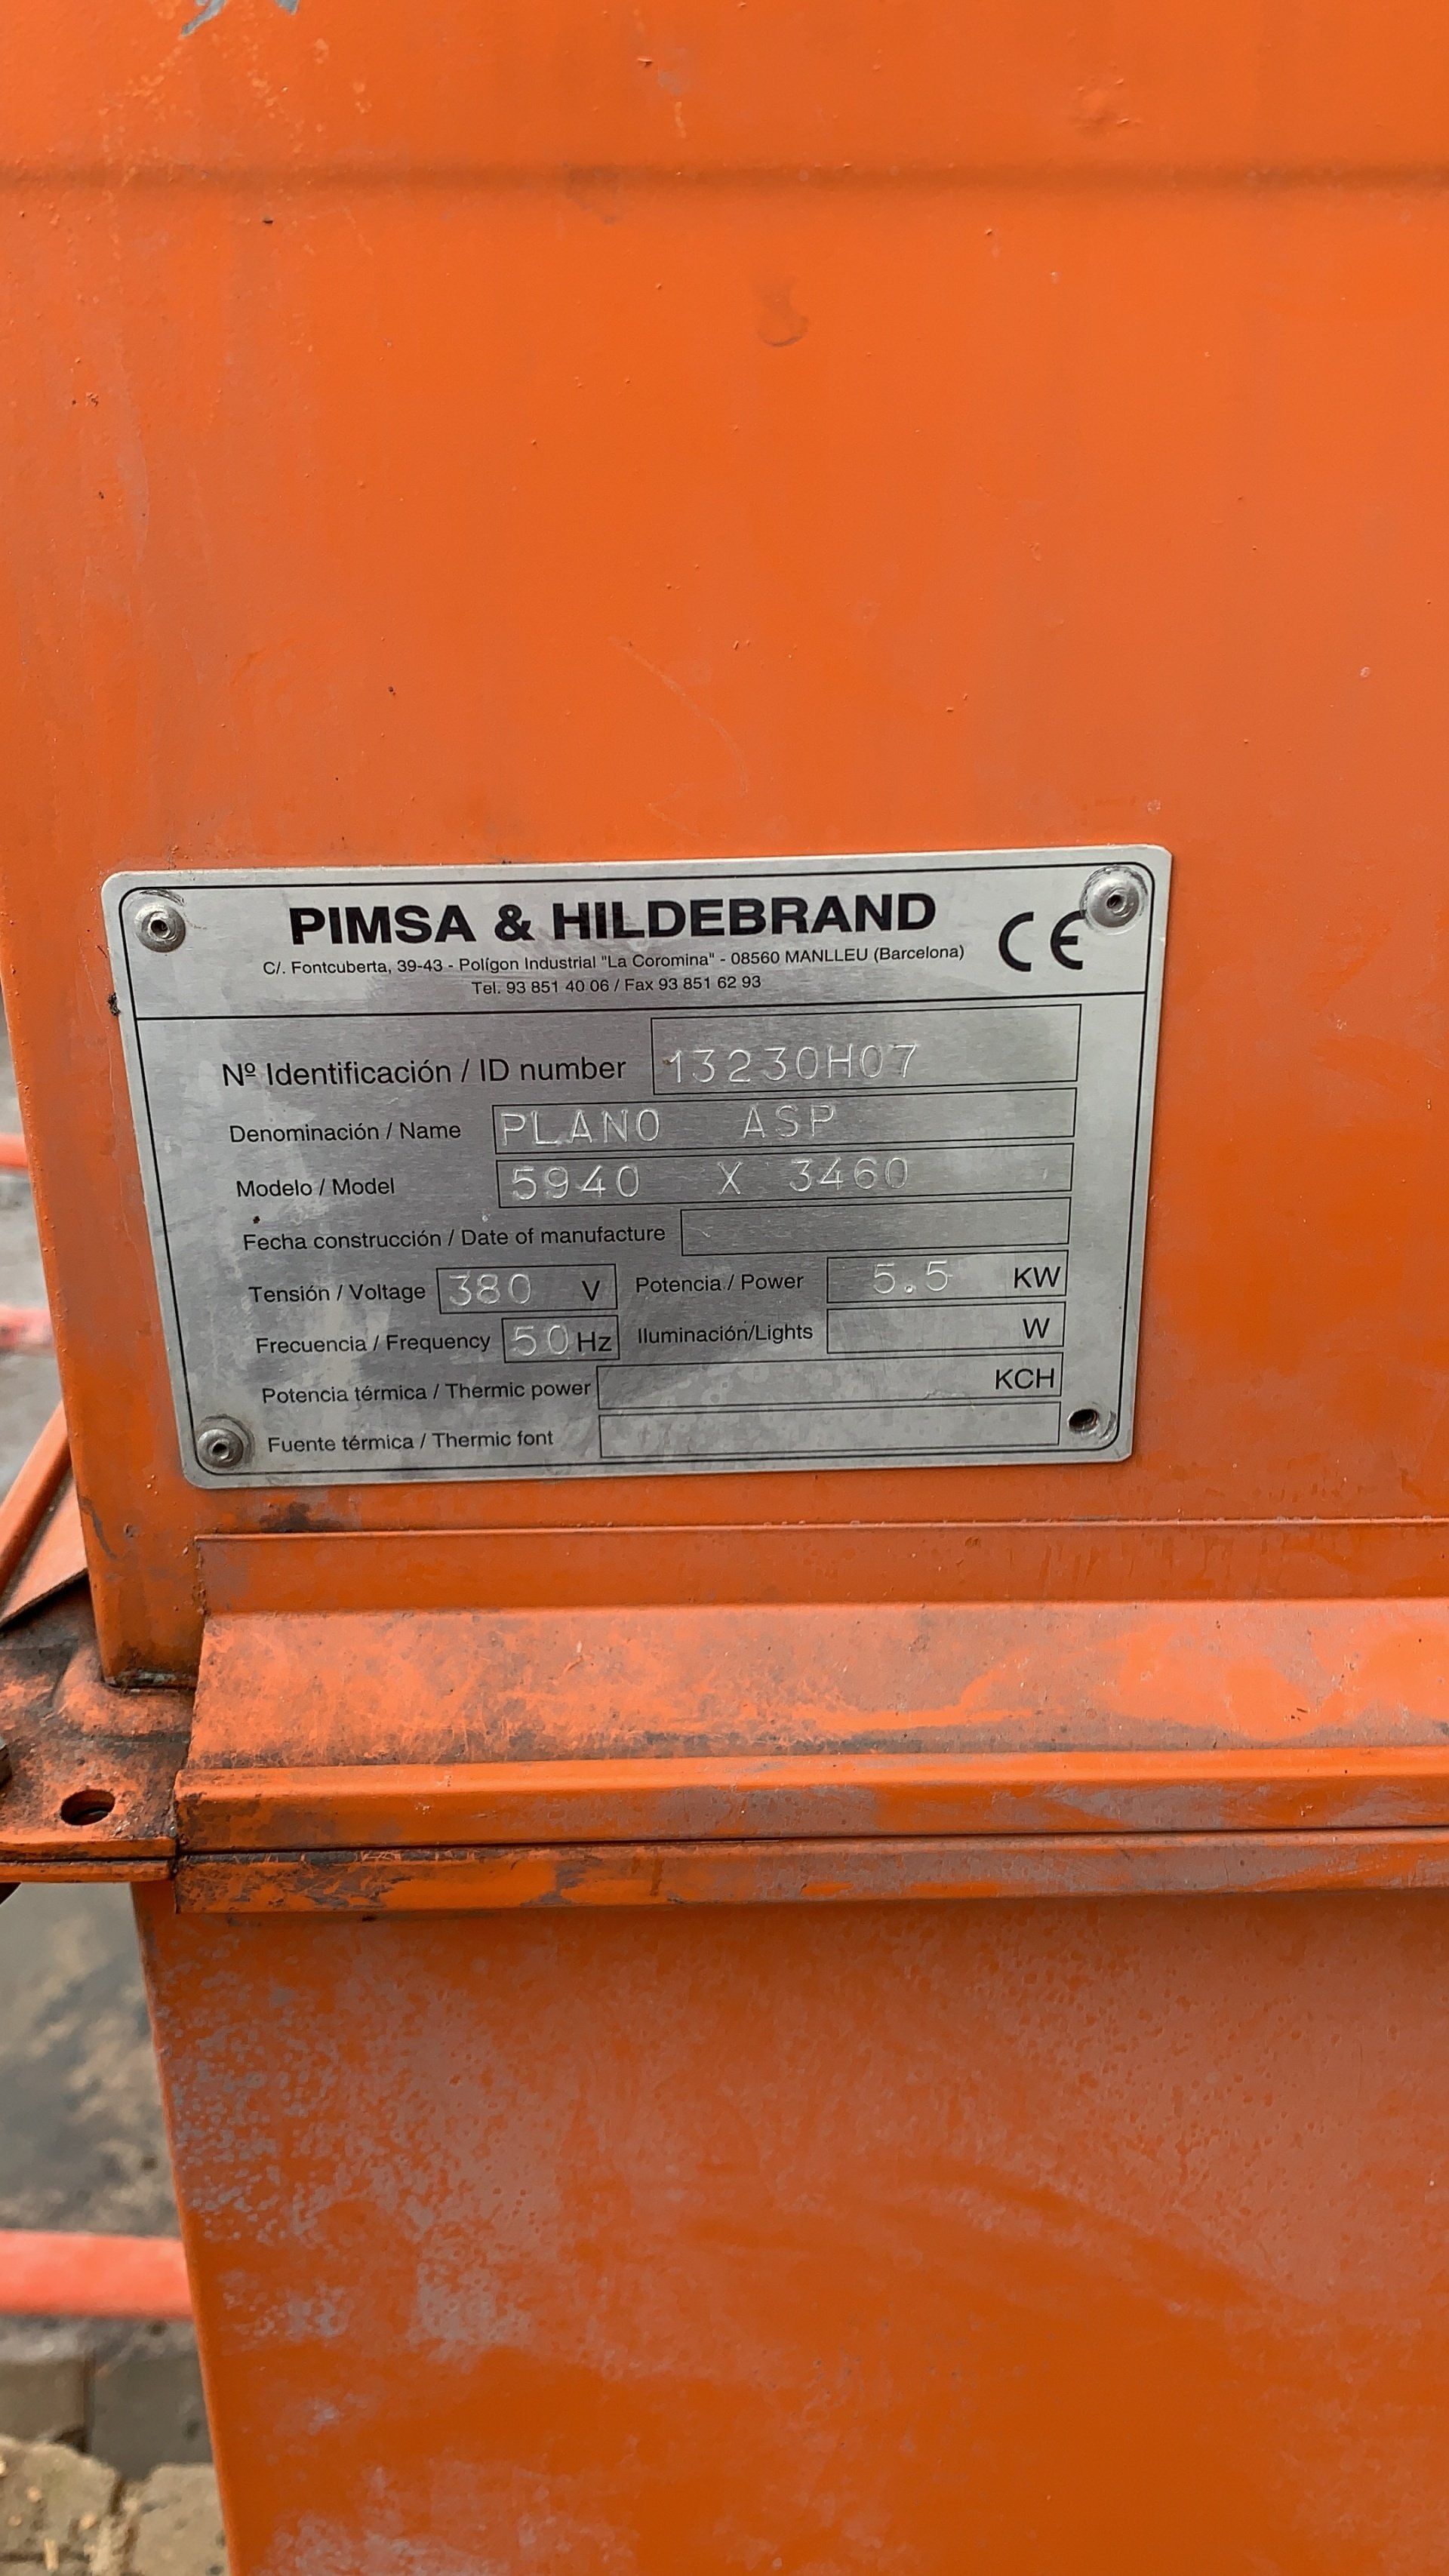 PIMSA & HILDEBRAND
C/. Fontcuberta, 39-43 - Polígon Industrial "La Coromina" - 08560 MANLLEU (Barcelona)
Tel. 93 851 40 06 / Fax 93 851 62 93
CE
Nº Identificación / ID number 13230H07
Denominación / Name PLANO ASP
Modelo / Model 5940 X 3460
Fecha construcción / Date of manufacture
Tensión / Voltage 380 V Potencia / Power 5.5 KW
Frecuencia / Frequency 50 Hz Iluminación/Lights W
Potencia térmica / Thermic power KCH
Fuente térmica / Thermic font